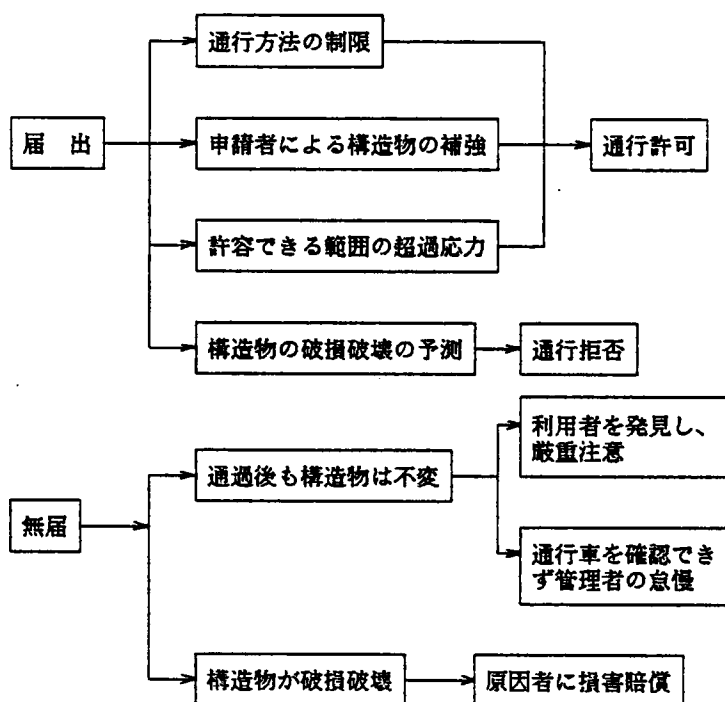 通行方法の制限
届　出
申請者による構造物の補強
通行許可
許容できる範囲の超過応力
構造物の破損破壊の予測
通行拒否
利用者を発見し、
厳重注意
通過後も構造物は不変
無届
通行車を確認でき
ず管理者の怠慢
構造物が破損破壊
原因者に損害賠償